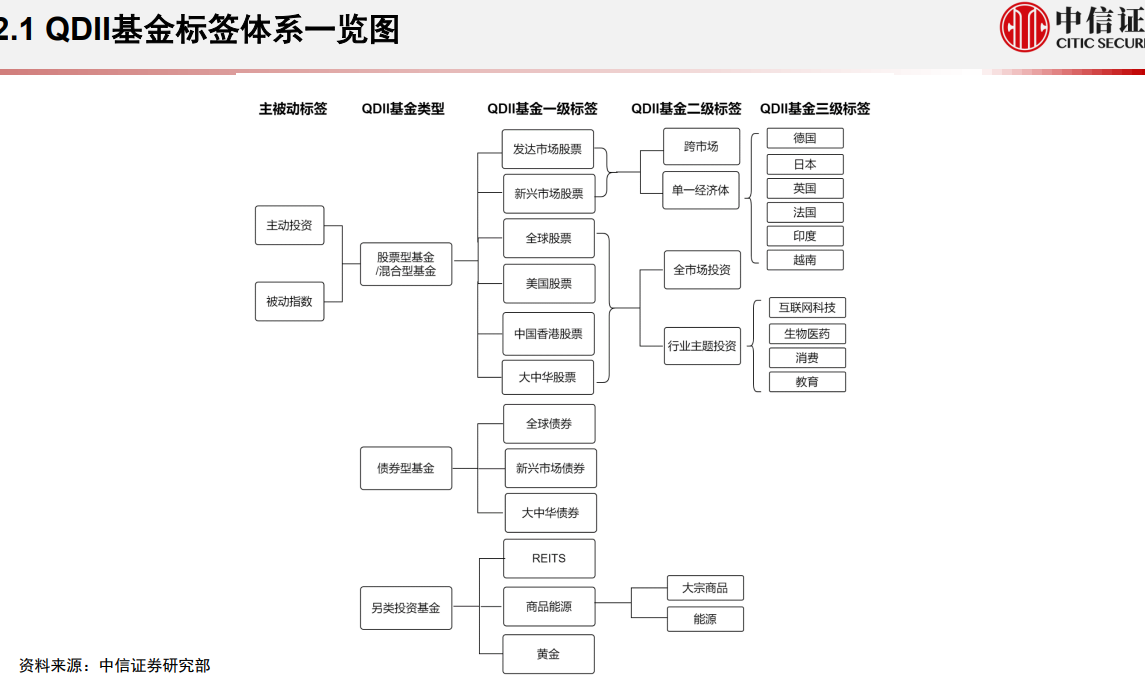 2.1 QDII基金标签体系一览图
中信证
CITIC SECURI
主被动标签
QDII基金类型
QDII基金一级标签
QDII基金二级标签
QDII基金三级标签
主动投资
被动指数
股票型基金
/混合型基金
发达市场股票
新兴市场股票
全球股票
美国股票
中国香港股票
大中华股票
跨市场
单一经济体
德国
日本
英国
法国
印度
越南
全市场投资
行业主题投资
互联网科技
生物医药
消费
教育
债券型基金
全球债券
新兴市场债券
大中华债券
另类投资基金
REITS
商品能源
黄金
大宗商品
能源
资料来源：中信证券研究部